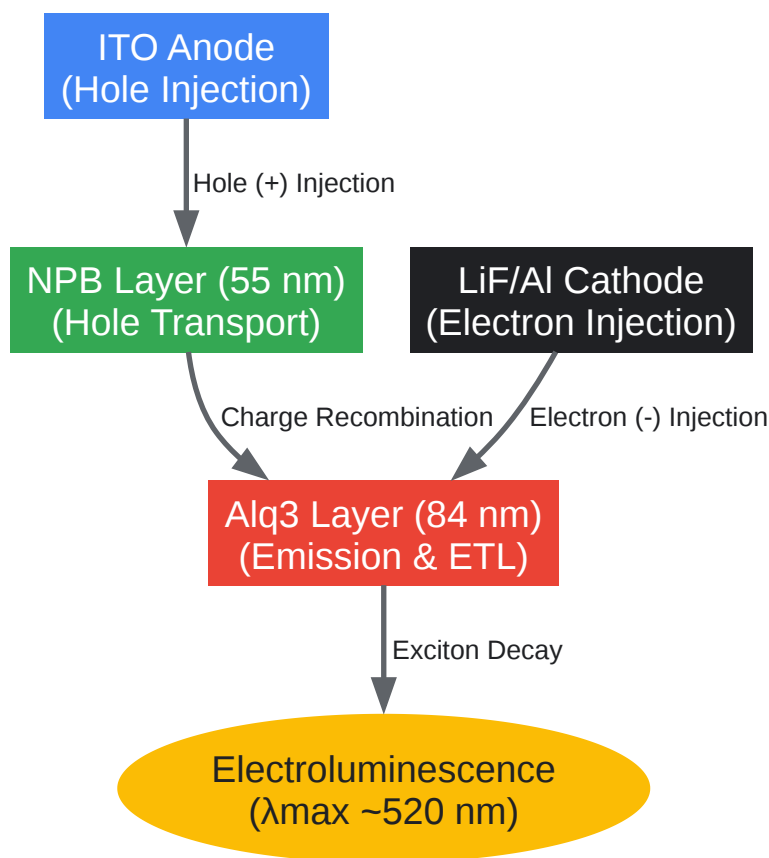 ITO Anode
(Hole Injection)
Hole (+) Injection
NPB Layer (55 nm)
(Hole Transport)
LiF/Al Cathode
(Electron Injection)
Charge Recombination
Electron (-) Injection
Alq3 Layer (84 nm)
(Emission & ETL)
Exciton Decay
Electroluminescence
(λmax ~520 nm)